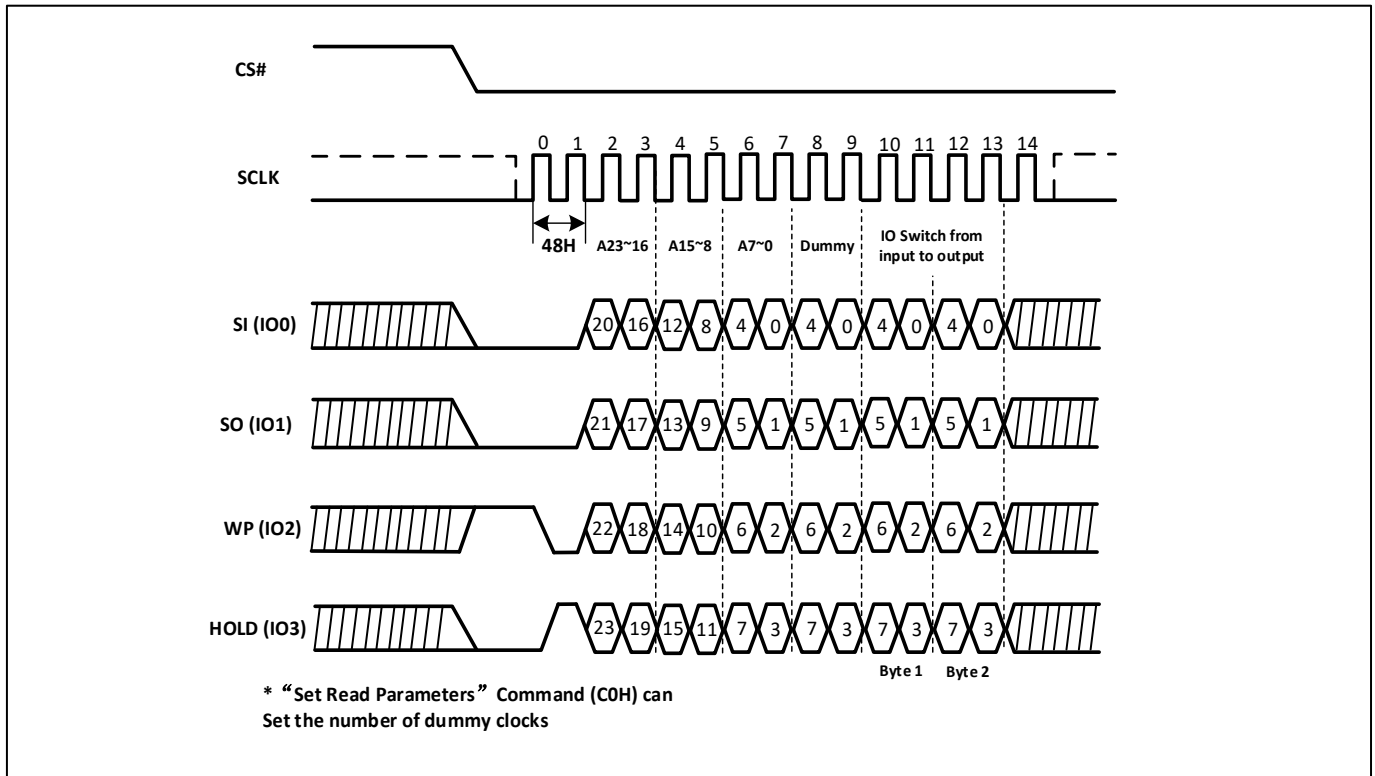 CS#
0 1 2 3 4 5 6 7 8 9 10 11 12 13 14
SCLK
48H A23~16 A15~8 A7~0 Dummy IO Switch from
input to output
SI (IO0) 20 16 12 8 4 0 4 0 4 0 4 0
SO (IO1) 21 17 13 9 5 1 5 1 5 1 5 1
WP (IO2) 22 18 14 10 6 2 6 2 6 2 6 2
HOLD (IO3) 23 19 15 11 7 3 7 3 7 3 7 3
Byte 1 Byte 2
* “Set Read Parameters” Command (C0H) can
Set the number of dummy clocks